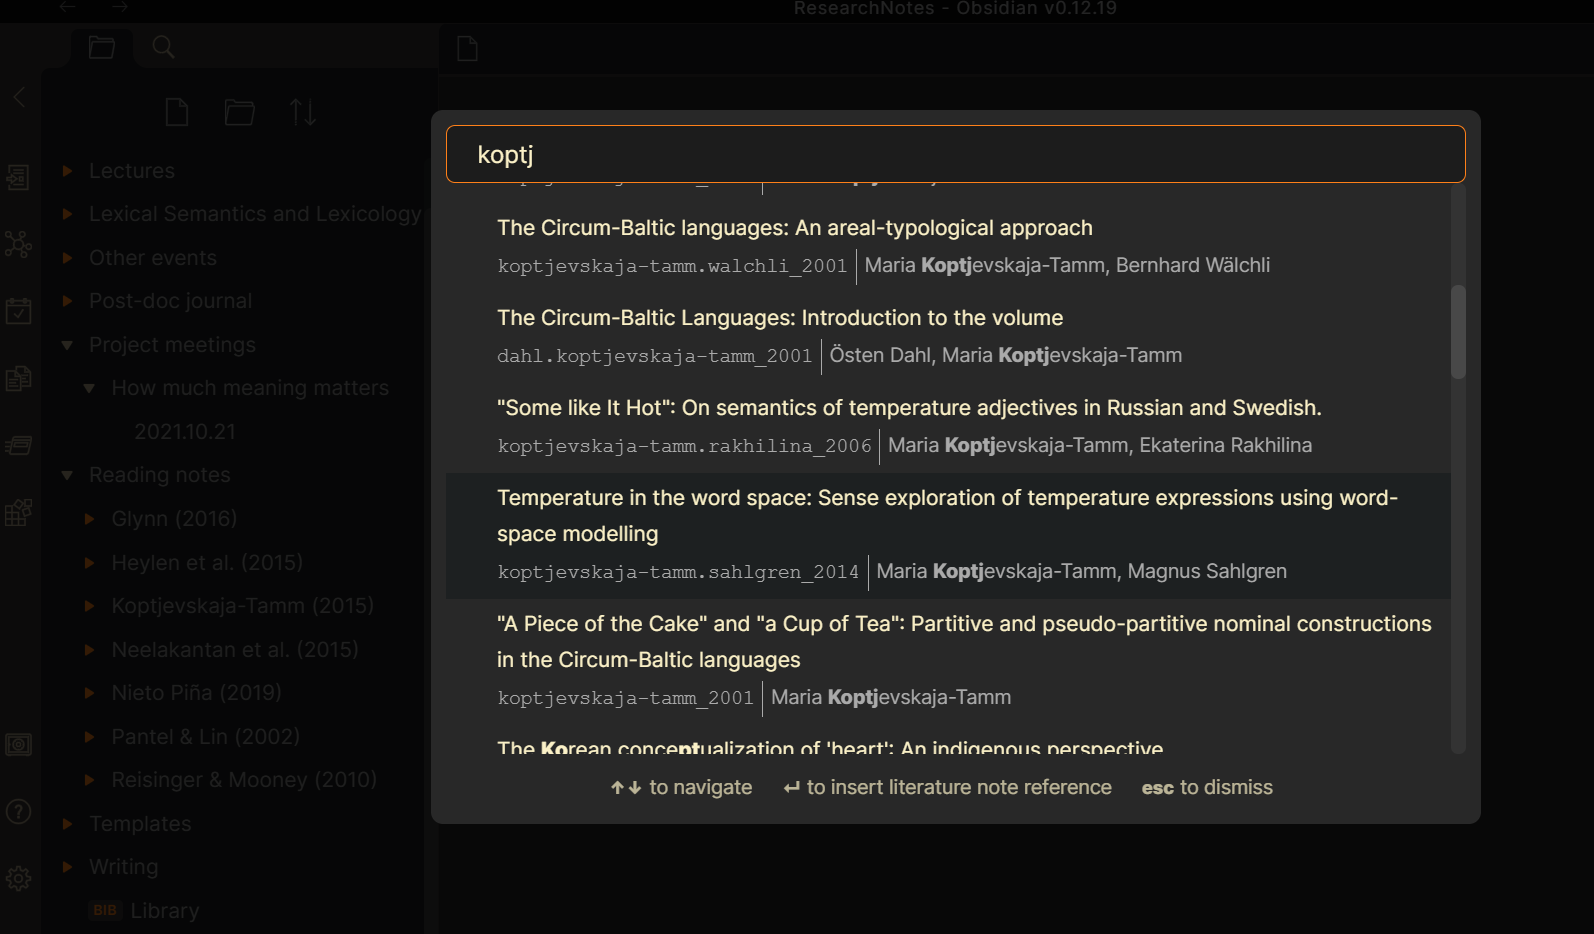 ResearchNotes - Obsidian v0.12.19
Lectures
Lexical Semantics and Lexicology
Other events
Post-doc journal
Project meetings
How much meaning matters
2021.10.21
Reading notes
Glynn (2016)
Heylen et al. (2015)
Koptjevskaja-Tamm (2015)
Neelakantan et al. (2015)
Nieto Piña (2019)
Pantel & Lin (2002)
Reisinger & Mooney (2010)
Templates
Writing
BIB Library
koptj
The Circum-Baltic languages: An areal-typological approach
koptjevskaja-tamm.walchli_2001 Maria Koptjevskaja-Tamm, Bernhard Wälchli
The Circum-Baltic Languages: Introduction to the volume
dahl.koptjevskaja-tamm_2001 Östen Dahl, Maria Koptjevskaja-Tamm
"Some like It Hot": On semantics of temperature adjectives in Russian and Swedish.
koptjevskaja-tamm.rakhilina_2006 Maria Koptjevskaja-Tamm, Ekaterina Rakhilina
Temperature in the word space: Sense exploration of temperature expressions using word-
space modelling
koptjevskaja-tamm.sahlgren_2014 Maria Koptjevskaja-Tamm, Magnus Sahlgren
"A Piece of the Cake" and "a Cup of Tea": Partitive and pseudo-partitive nominal constructions
in the Circum-Baltic languages
koptjevskaja-tamm_2001 Maria Koptjevskaja-Tamm
The Korean conceptualization of 'heart': An indigenous perspective
↑↓ to navigate ↵ to insert literature note reference esc to dismiss